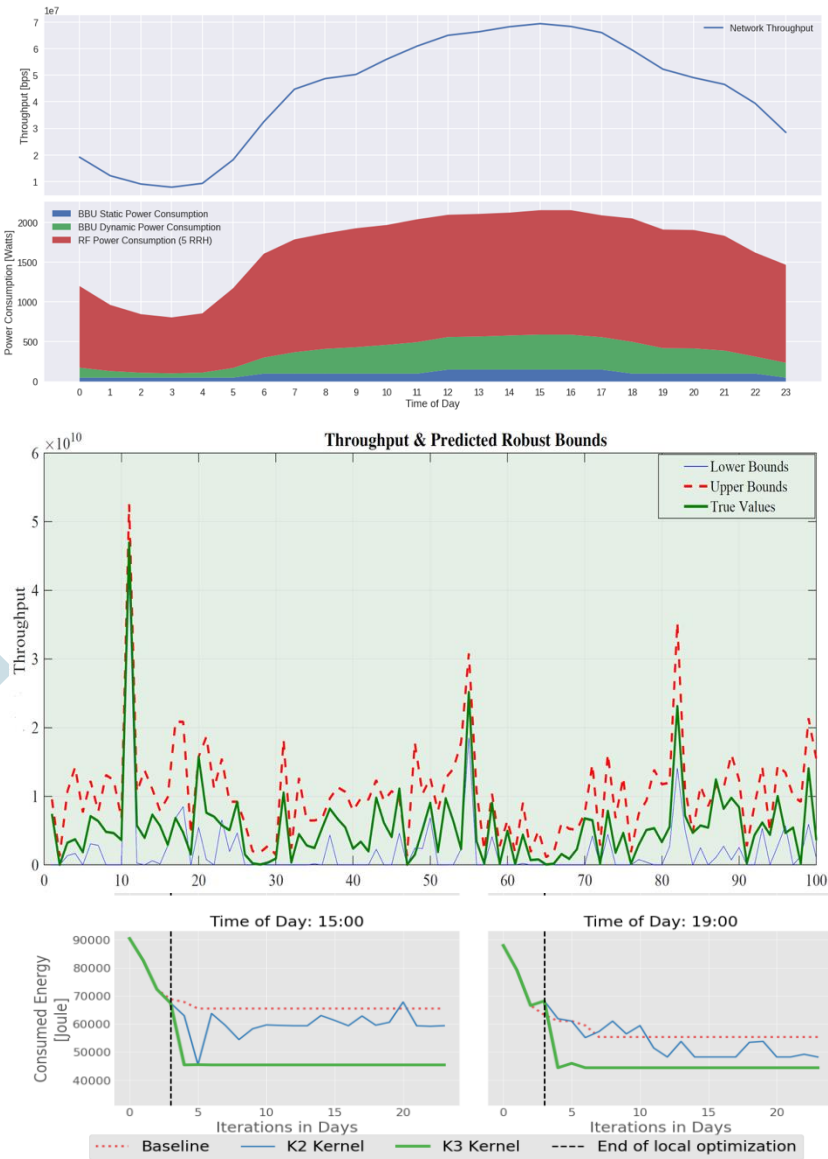 1e7
Network Throughput
7
6
5
4
3
2
1
Throughput [bps]
BBU Static Power Consumption
BBU Dynamic Power Consumption
RF Power Consumption (5 RRH)
2000
1500
1000
500
0
Power Consumption [Watts]
0 1 2 3 4 5 6 7 8 9 10 11 12 13 14 15 16 17 18 19 20 21 22 23
Time of Day
Throughput & Predicted Robust Bounds
×10^10
Lower Bounds
Upper Bounds
True Values
6
5
4
3
2
1
0
Throughput
0 10 20 30 40 50 60 70 80 90 100
Time of Day: 15:00
90000
80000
70000
60000
50000
40000
Consumed Energy
[Joule]
0 5 10 15 20
Iterations in Days
Time of Day: 19:00
0 5 10 15 20
Iterations in Days
Baseline K2 Kernel K3 Kernel End of local optimization